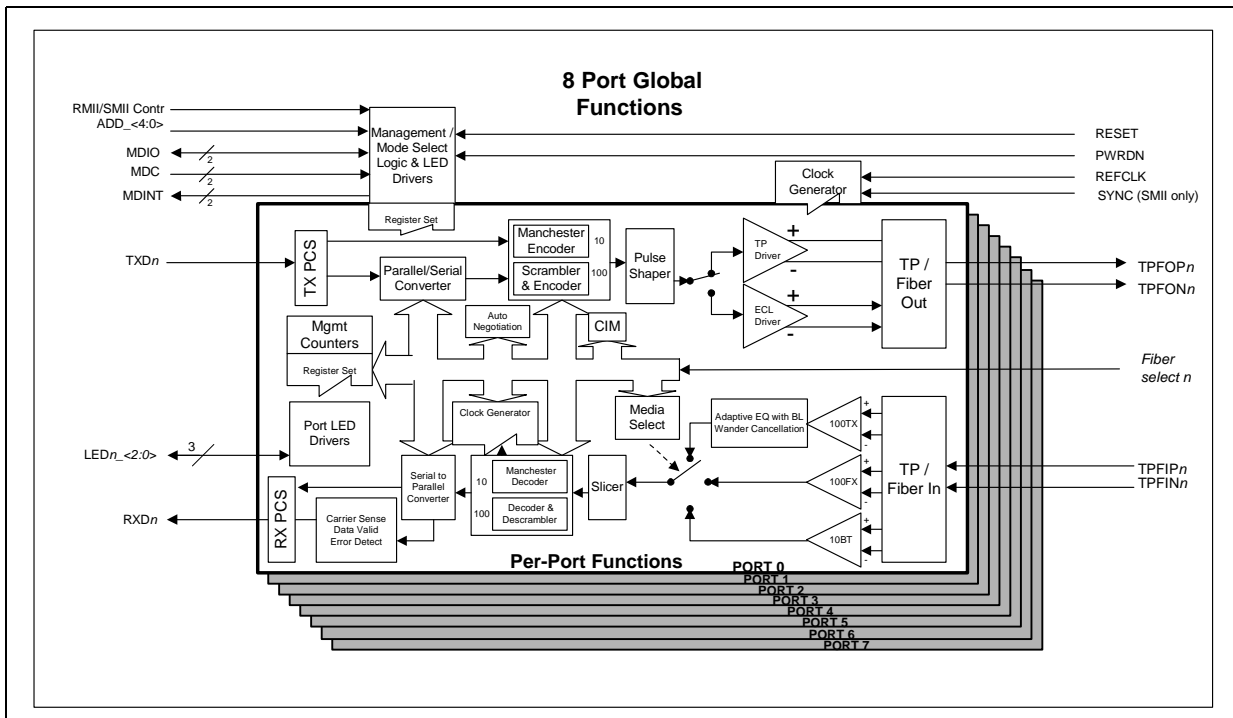 8 Port Global
Functions
RMII/SMII Contr
ADD_<4:0>
MDIO
2
MDC
2
MDINT
2
Management /
Mode Select
Logic & LED
Drivers
Register Set
RESET
PWRDN
REFCLK
SYNC (SMII only)
Clock
Generator
TXDn
TX PCS
Parallel/Serial
Converter
Manchester
Encoder
10
Scrambler
& Encoder
100
Pulse
Shaper
TP
Driver
+
-
ECL
Driver
+
-
TP /
Fiber
Out
TPFOPn
TPFONn
Auto
Negotiation
CIM
Mgmt
Counters
Register Set
Fiber
select n
Clock Generator
Media
Select
Port LED
Drivers
LEDn_<2:0>
3
Adaptive EQ with BL
Wander Cancellation
100TX
+
-
100FX
+
-
10BT
+
-
TP /
Fiber In
TPFIPn
TPFINn
Serial to
Parallel
Converter
10
Manchester
Decoder
100
Decoder &
Descrambler
Slicer
RX PCS
RXDn
Carrier Sense
Data Valid
Error Detect
Per-Port Functions
PORT 0
PORT 1
PORT 2
PORT 3
PORT 4
PORT 5
PORT 6
PORT 7